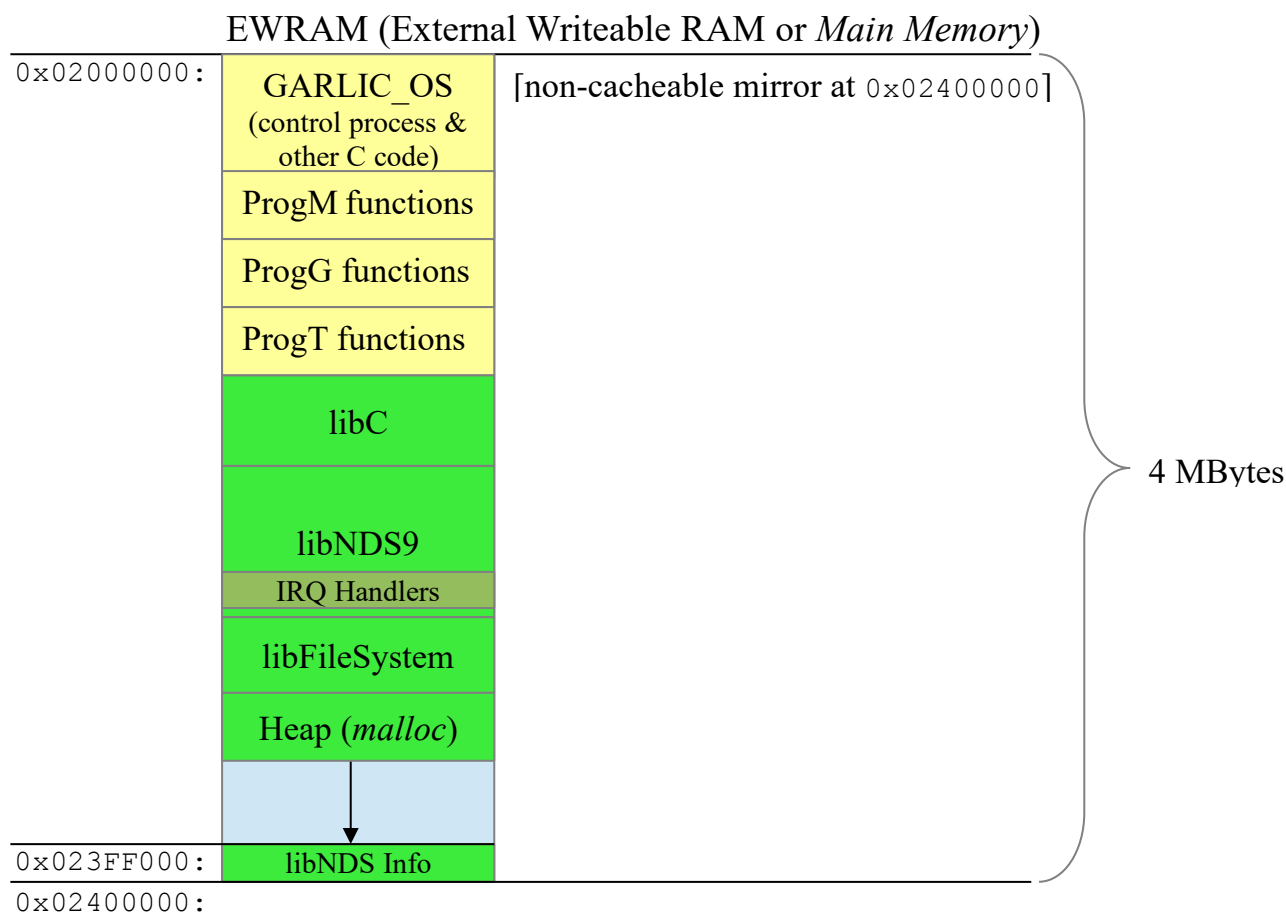 EWRAM (External Writeable RAM or Main Memory)
0x02000000:
GARLIC_OS
(control process &
other C code)
[non-cacheable mirror at 0x02400000]
ProgM functions
ProgG functions
ProgT functions
libC
4 MBytes
libNDS9
IRQ Handlers
libFileSystem
Heap (malloc)
0x023FF000:
libNDS Info
0x02400000: